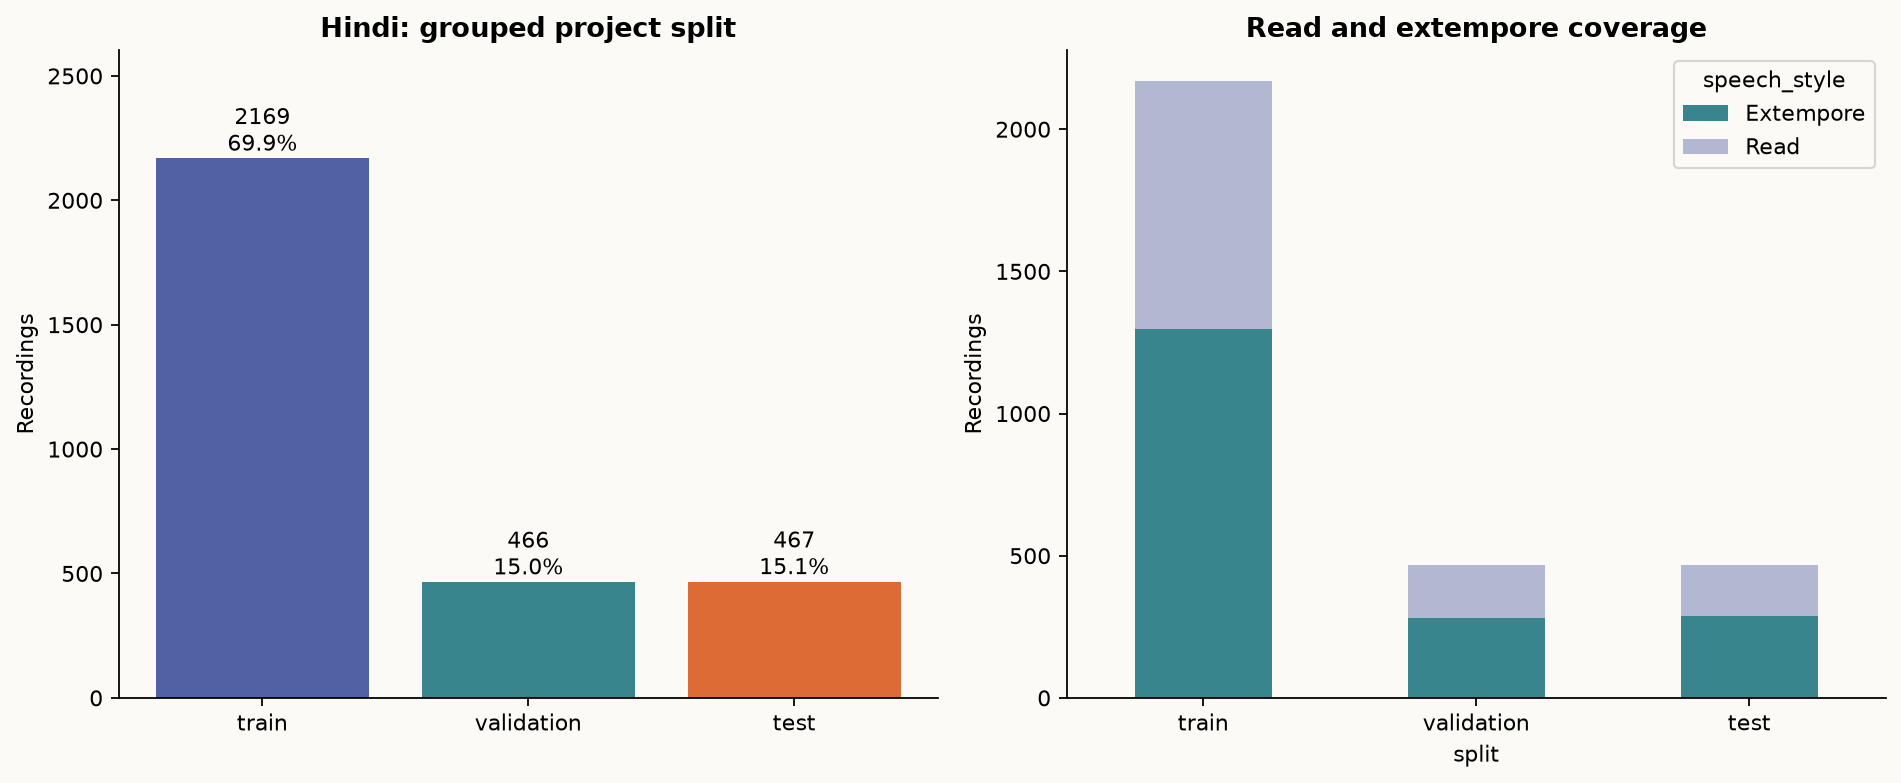 Hindi: grouped project split
Recordings
2500
2000
1500
1000
500
0
2169
69.9%
466
15.0%
467
15.1%
train
validation
test
Read and extempore coverage
Recordings
2000
1500
1000
500
0
speech_style
Extempore
Read
train
validation
test
split